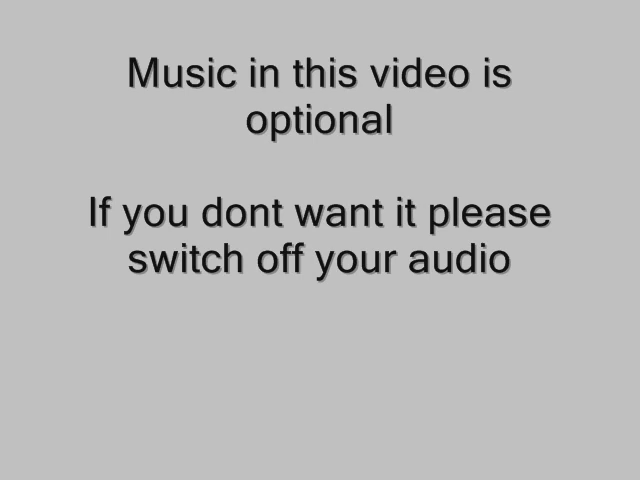 Music in this video is
optional
If you dont want it please
switch off your audio